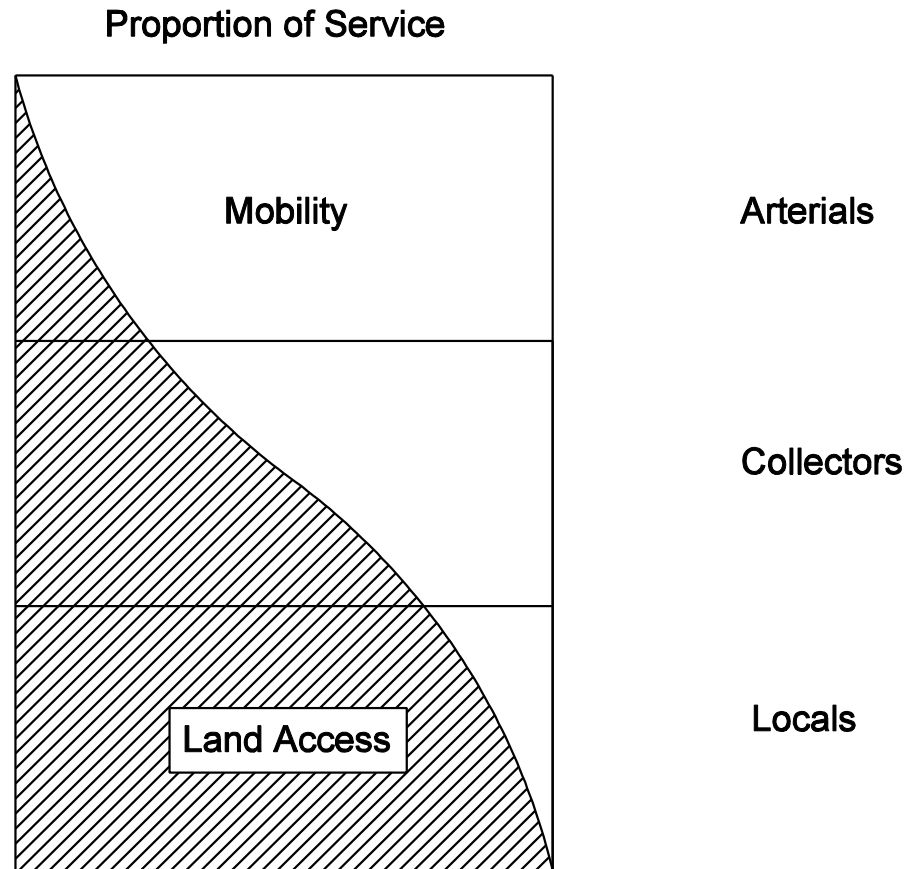 Proportion of Service
Mobility
Arterials
Collectors
Land Access
Locals